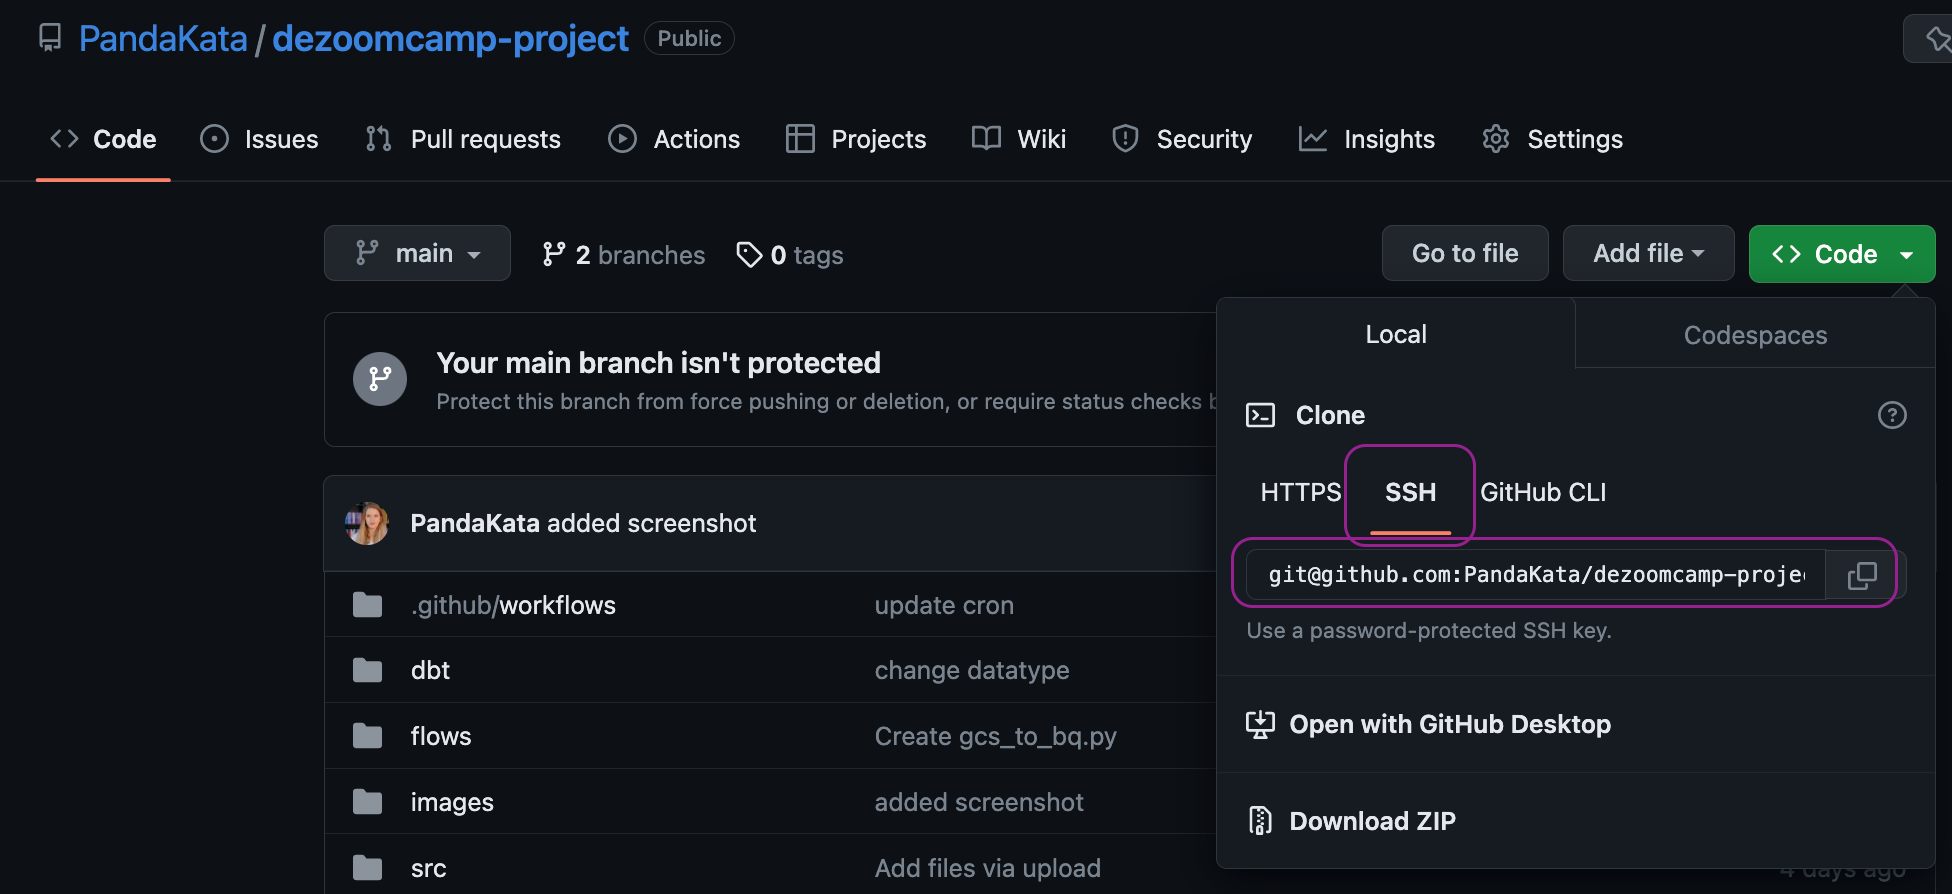 PandaKata / dezoomcamp-project Public
Code Issues Pull requests Actions Projects Wiki Security Insights Settings
main 2 branches 0 tags Go to file Add file Code
Local Codespaces
Your main branch isn't protected
Protect this branch from force pushing or deletion, or require status checks
Clone
HTTPS SSH GitHub CLI
git@github.com:PandaKata/dezoomcamp-projec
Use a password-protected SSH key.
Open with GitHub Desktop
Download ZIP
PandaKata added screenshot
.github/workflows update cron
dbt change datatype
flows Create gcs_to_bq.py
images added screenshot
src Add files via upload
4 days ago